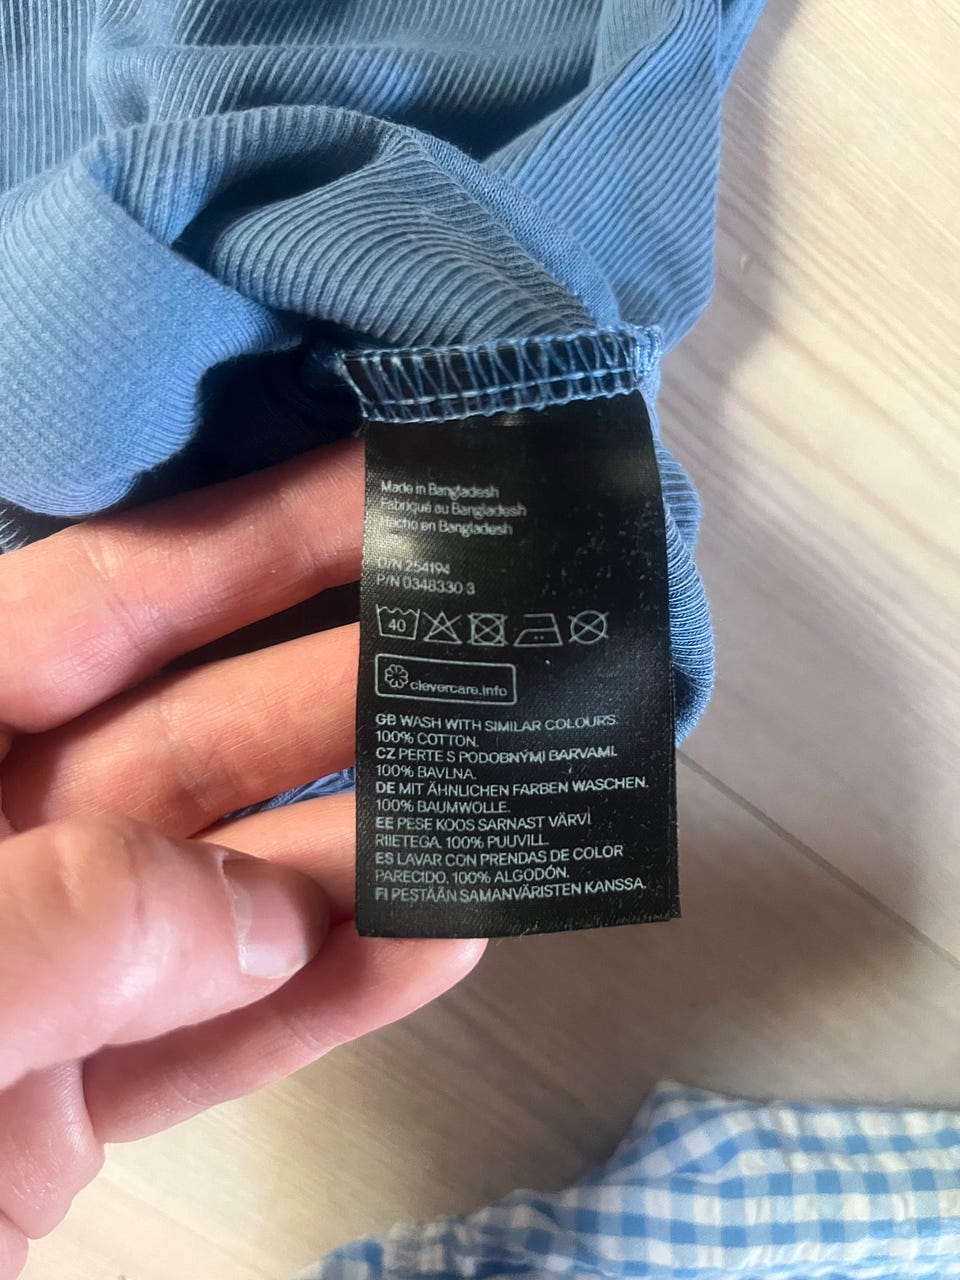 Made in Bangladesh
Fabriqué au Bangladesh
Hecho en Bangladesh
O/N 254194
P/N 0348330 3
40
clevercare.info
GB WASH WITH SIMILAR COLOURS.
100% COTTON.
CZ PERTE S PODOBNÝMI BARVAMI.
100% BAVLNA.
DE MIT ÄHNLICHEN FARBEN WASCHEN.
100% BAUMWOLLE.
EE PESE KOOS SARNAST VÄRVI
RIIETEGA. 100% PUUVILL.
ES LAVAR CON PRENDAS DE COLOR
PARECIDO. 100% ALGODÓN.
FI PESTÄÄN SAMANVÄRISTEN KANSSA.